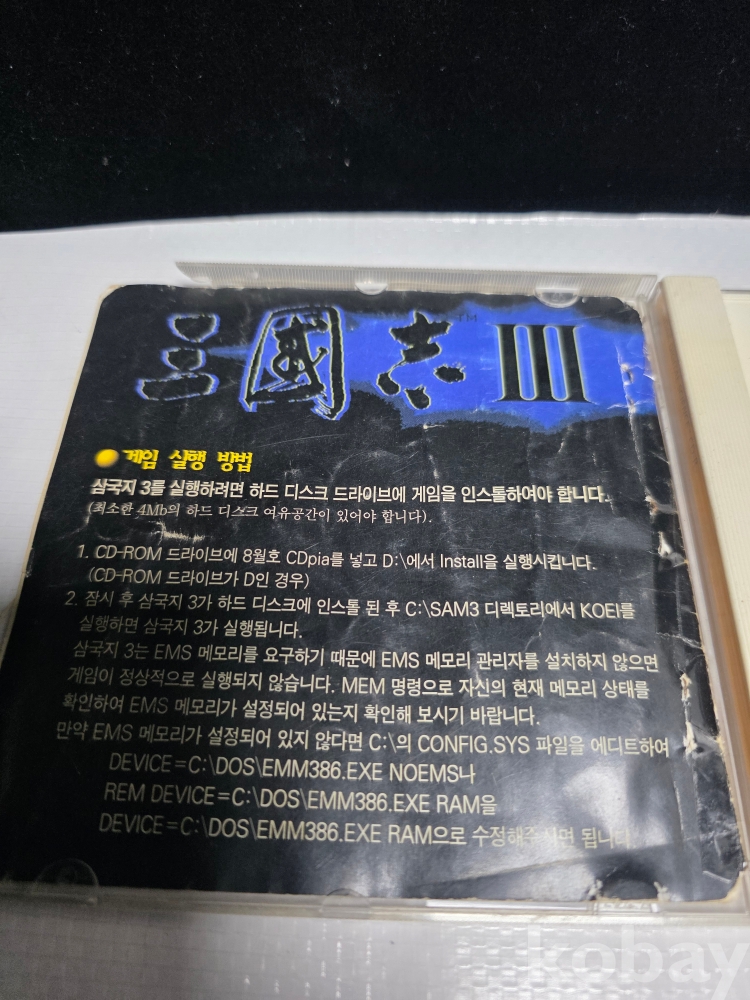 三國志 III
TM
게임 실행 방법
삼국지 3를 실행하려면 하드 디스크 드라이브에 게임을 인스톨하여야 합니다.
(최소한 4Mb의 하드 디스크 여유공간이 있어야 합니다).
1. CD-ROM 드라이브에 8월호 CDpia를 넣고 D:\에서 Install을 실행시킵니다.
(CD-ROM 드라이브가 D인 경우)
2. 잠시 후 삼국지 3가 하드 디스크에 인스톨 된 후 C:\SAM3 디렉토리에서 KOEI를
실행하면 삼국지 3가 실행됩니다.
삼국지 3는 EMS 메모리를 요구하기 때문에 EMS 메모리 관리자를 설치하지 않으면
게임이 정상적으로 실행되지 않습니다. MEM 명령으로 자신의 현재 메모리 상태를
확인하여 EMS 메모리가 설정되어 있는지 확인해 보시기 바랍니다.
만약 EMS 메모리가 설정되어 있지 않다면 C:\의 CONFIG.SYS 파일을 에디트하여
DEVICE=C:\DOS\EMM386.EXE NOEMS나
REM DEVICE=C:\DOS\EMM386.EXE RAM을
DEVICE=C:\DOS\EMM386.EXE RAM으로 수정해주시면 됩니다.
kobay